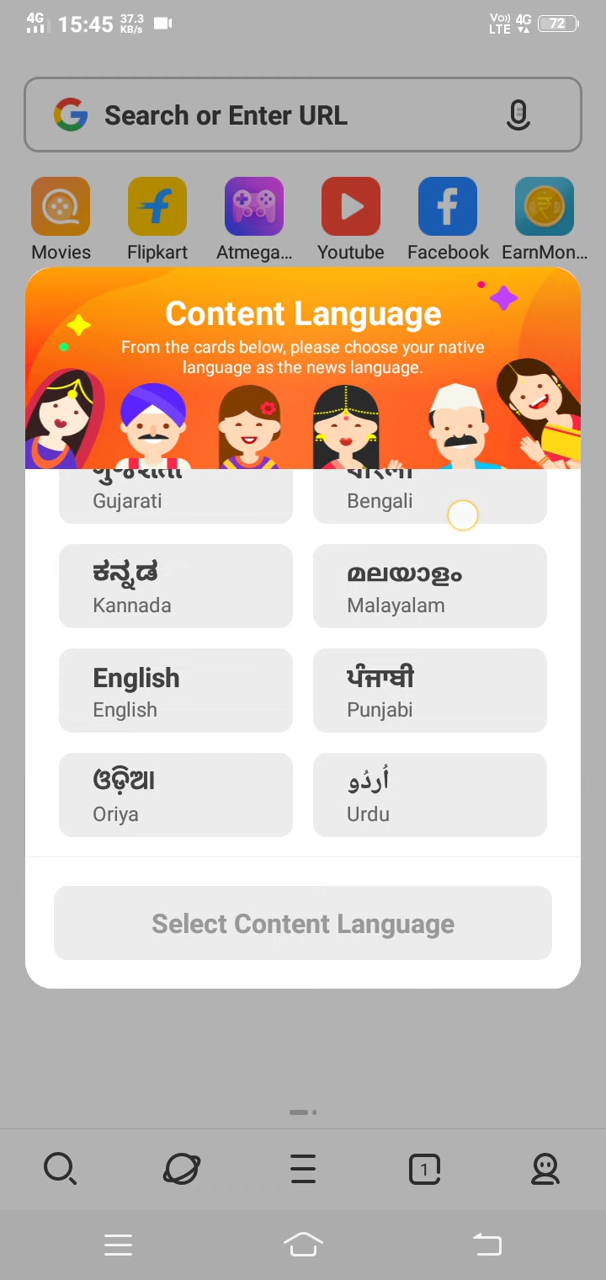 4G 15:45 37.3 KB/s
Vo)) LTE 4G 72
Search or Enter URL
Movies Flipkart Atmega... Youtube Facebook EarnMon...
Content Language
From the cards below, please choose your native
language as the news language.
ગુજરાતી বাংলা
Gujarati Bengali
ಕನ್ನಡ മലയാളം
Kannada Malayalam
English ਪੰਜਾਬੀ
English Punjabi
ଓଡ଼ିଆ اُردُو
Oriya Urdu
Select Content Language
1